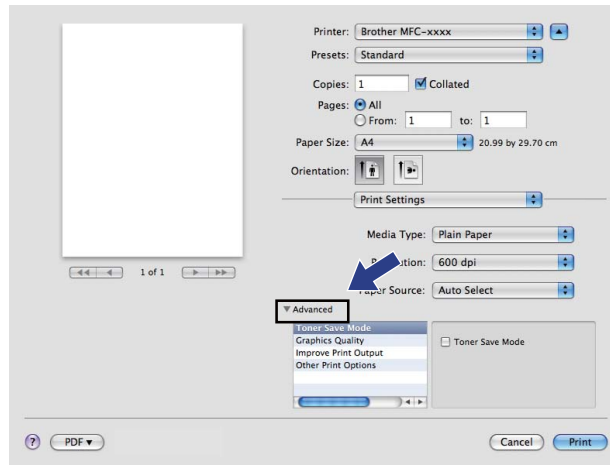 Printer: Brother MFC-xxxx
Presets: Standard
Copies: 1 Collated
Pages: All
From: 1 to: 1
Paper Size: A4 20.99 by 29.70 cm
Orientation:
Print Settings
Media Type: Plain Paper
600 dpi
1 of 1
Source: Auto Select
Advanced
Toner Save Mode
Graphics Quality
Improve Print Output
Other Print Options
Toner Save Mode
? PDF
Cancel Print